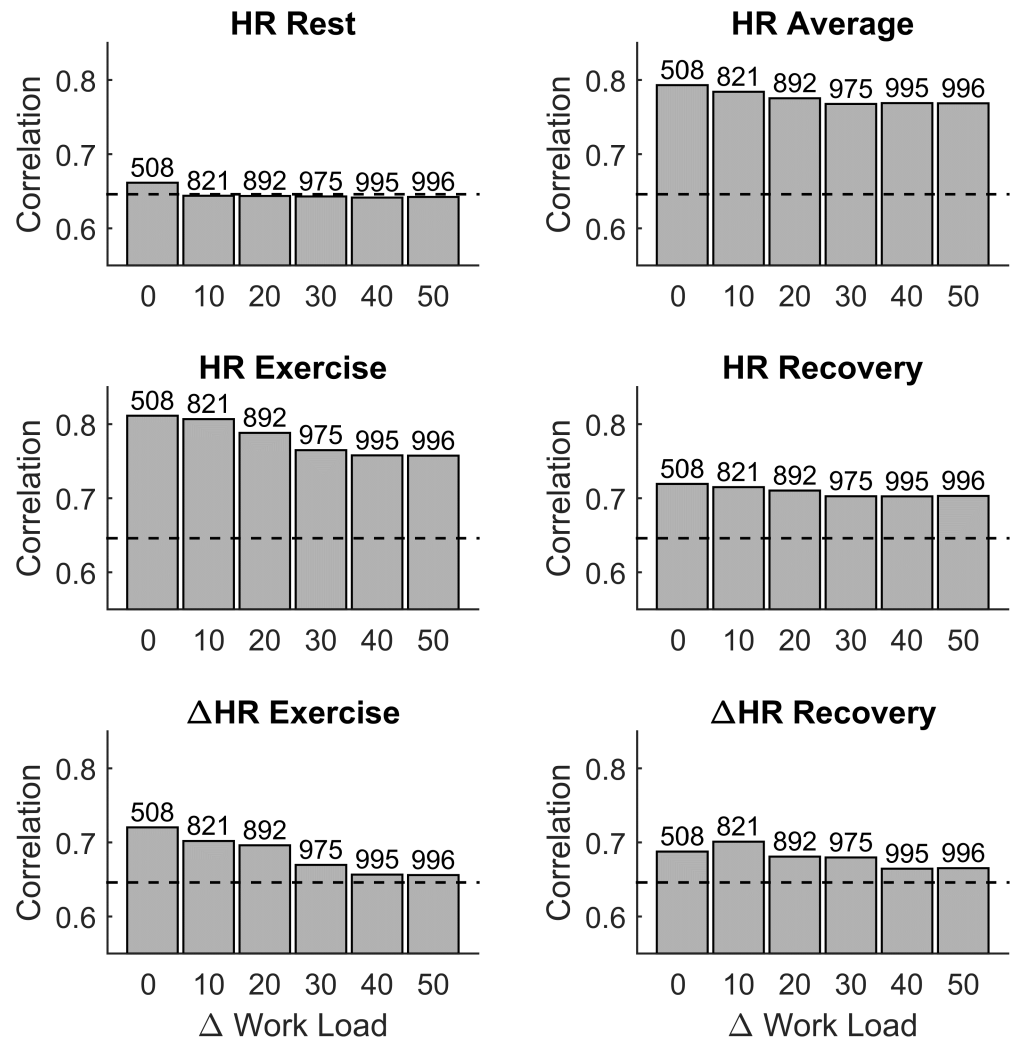 HR Rest
Correlation
0.8
0.7
0.6
508 821 892 975 995 996
0 10 20 30 40 50
HR Average
Correlation
0.8
0.7
0.6
508 821 892 975 995 996
0 10 20 30 40 50
HR Exercise
Correlation
0.8
0.7
0.6
508 821 892 975 995 996
0 10 20 30 40 50
HR Recovery
Correlation
0.8
0.7
0.6
508 821 892 975 995 996
0 10 20 30 40 50
ΔHR Exercise
Correlation
0.8
0.7
0.6
508 821 892 975 995 996
0 10 20 30 40 50
Δ Work Load
ΔHR Recovery
Correlation
0.8
0.7
0.6
508 821 892 975 995 996
0 10 20 30 40 50
Δ Work Load